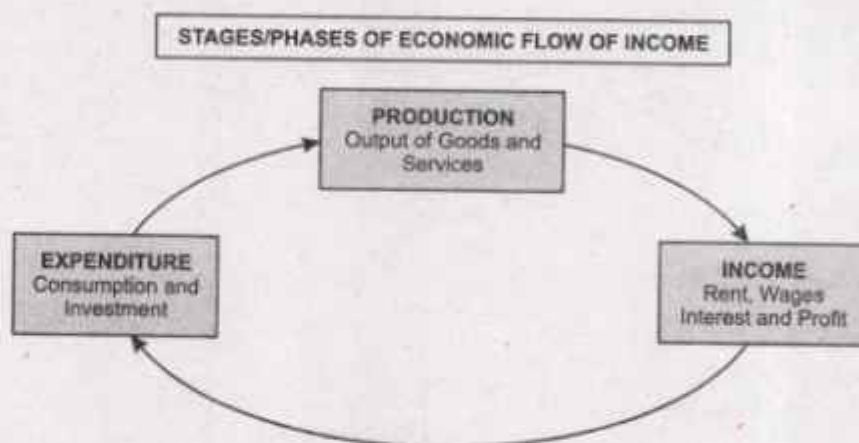 STAGES/PHASES OF ECONOMIC FLOW OF INCOME
PRODUCTION
Output of Goods and
Services
EXPENDITURE
Consumption and
Investment
INCOME
Rent, Wages
Interest and Profit